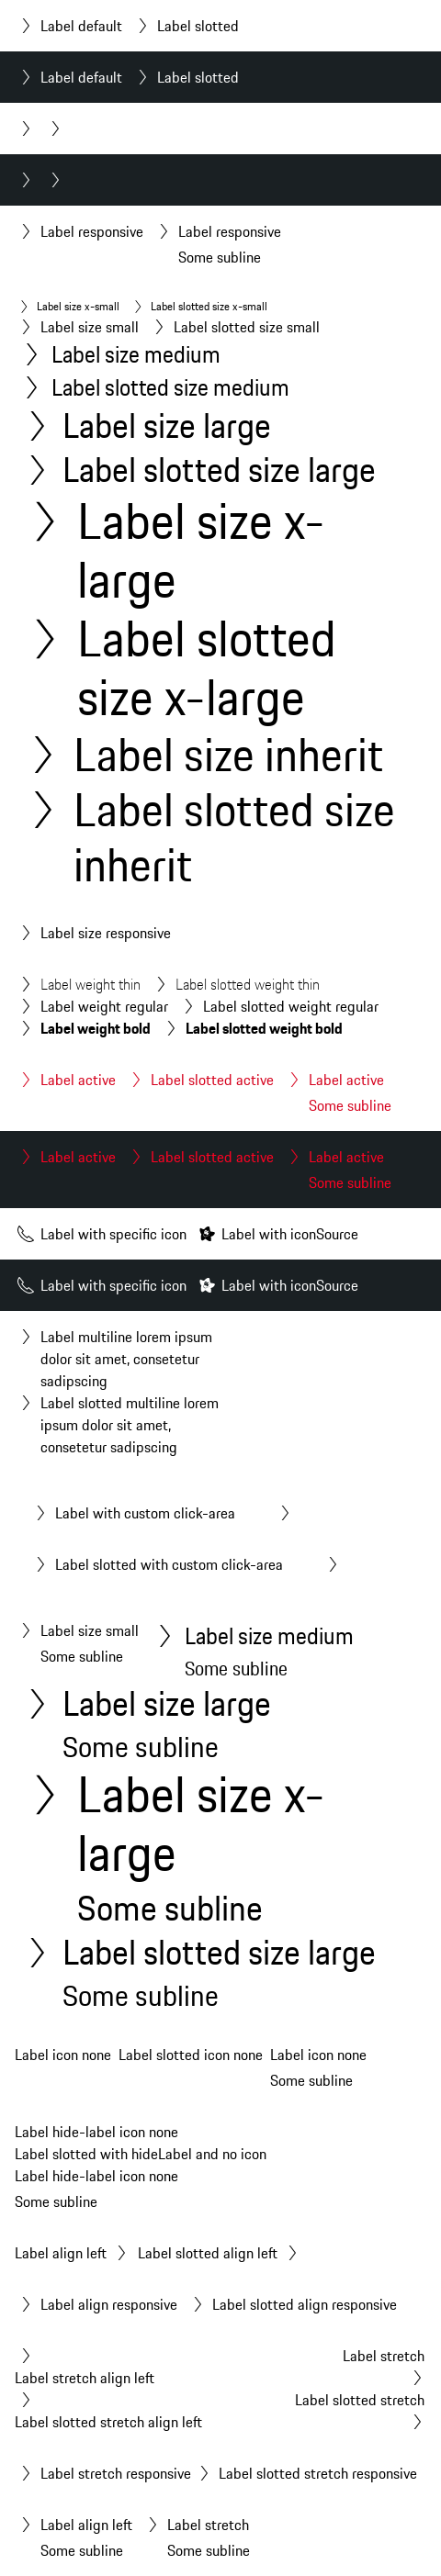 Label default Label slotted
Label default Label slotted
Label responsive Label responsive
Some subline
Label size x-small Label slotted size x-small
Label size small Label slotted size small
Label size medium
Label slotted size medium
Label size large
Label slotted size large
Label size x-
large
Label slotted
size x-large
Label size inherit
Label slotted size
inherit
Label size responsive
Label weight thin Label slotted weight thin
Label weight regular Label slotted weight regular
Label weight bold Label slotted weight bold
Label active Label slotted active Label active
Some subline
Label active Label slotted active Label active
Some subline
Label with specific icon Label with iconSource
Label with specific icon Label with iconSource
Label multiline lorem ipsum
dolor sit amet, consetetur
sadipscing
Label slotted multiline lorem
ipsum dolor sit amet,
consetetur sadipscing
Label with custom click-area
Label slotted with custom click-area
Label size small Label size medium
Some subline Some subline
Label size large
Some subline
Label size x-
large
Some subline
Label slotted size large
Some subline
Label icon none Label slotted icon none Label icon none
Some subline
Label hide-label icon none
Label slotted with hideLabel and no icon
Label hide-label icon none
Some subline
Label align left Label slotted align left
Label align responsive Label slotted align responsive
Label stretch
Label stretch align left
Label slotted stretch
Label slotted stretch align left
Label stretch responsive Label slotted stretch responsive
Label align left Label stretch
Some subline Some subline